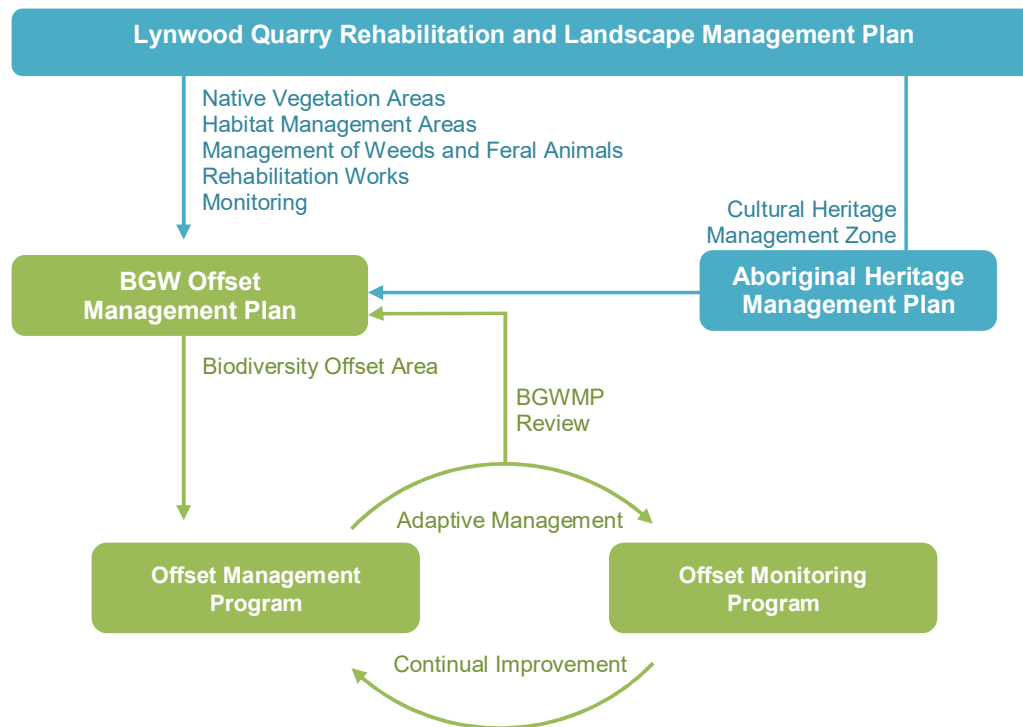 Lynwood Quarry Rehabilitation and Landscape Management Plan
Native Vegetation Areas
Habitat Management Areas
Management of Weeds and Feral Animals
Rehabilitation Works
Monitoring
Cultural Heritage
Management Zone
BGW Offset
Management Plan
Aboriginal Heritage
Management Plan
Biodiversity Offset Area
BGWMP
Review
Adaptive Management
Offset Management
Program
Offset Monitoring
Program
Continual Improvement